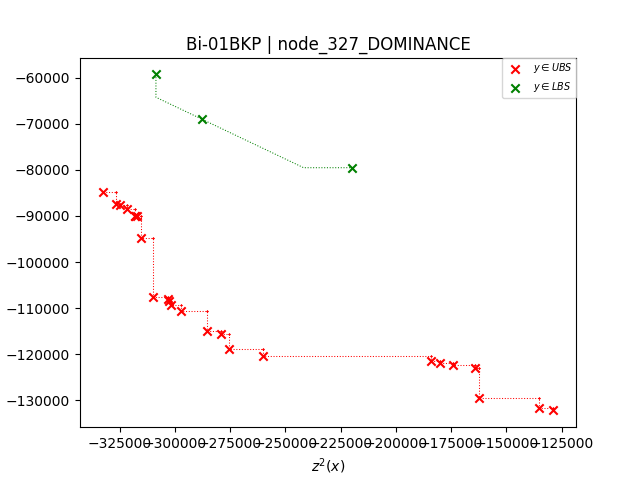 Bi-01BKP | node_327_DOMINANCE
y ∈ UBS
y ∈ LBS
−60000
−70000
−80000
−90000
−100000
−110000
−120000
−130000
−325000 −300000 −275000 −250000 −225000 −200000 −175000 −150000 −125000
z²(x)